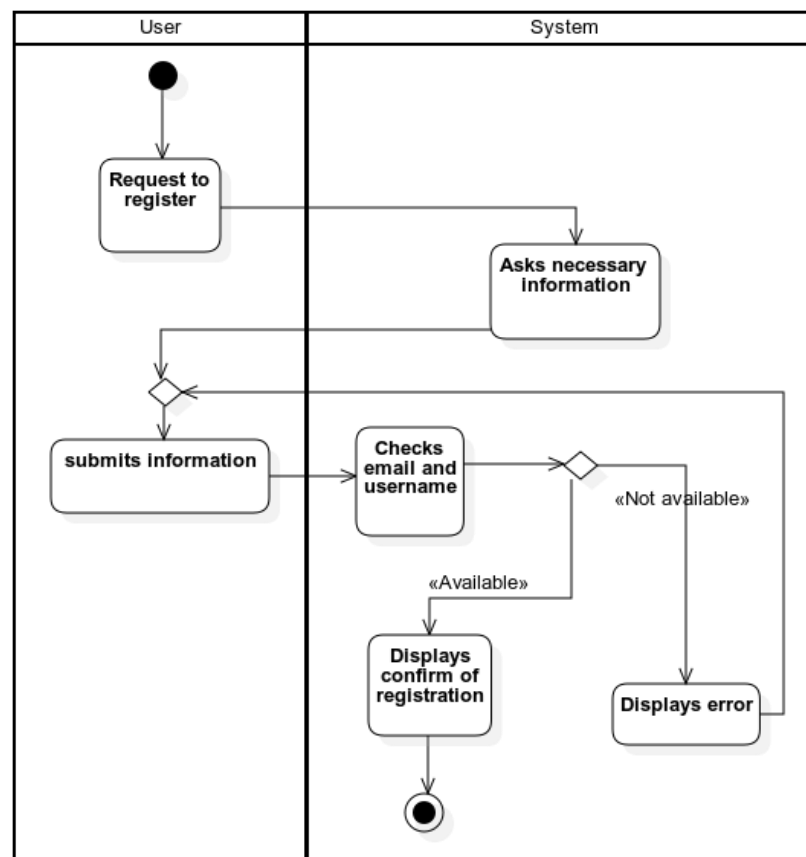 User
System
Request to
register
Asks necessary
information
submits information
Checks
email and
username
«Not available»
«Available»
Displays
confirm of
registration
Displays error